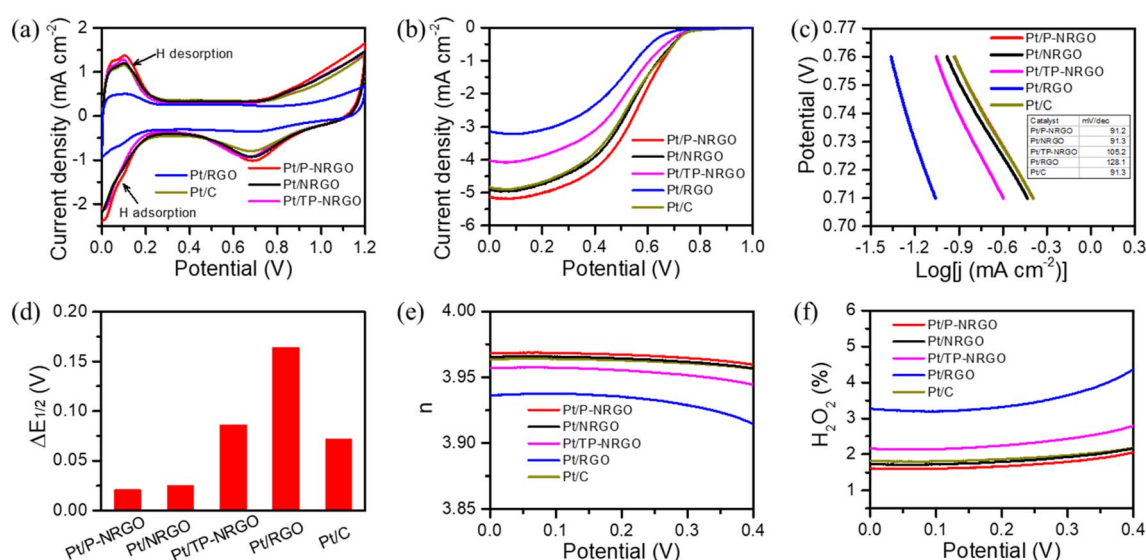 (a)
Current density (mA cm⁻²)
2
1
0
-1
-2
H desorption
H adsorption
Pt/P-NRGO
Pt/RGO
Pt/NRGO
Pt/C
Pt/TP-NRGO
0.0 0.2 0.4 0.6 0.8 1.0 1.2
Potential (V)
(b)
Current density (mA cm⁻²)
0
-1
-2
-3
-4
-5
-6
Pt/P-NRGO
Pt/NRGO
Pt/TP-NRGO
Pt/RGO
Pt/C
0.0 0.2 0.4 0.6 0.8 1.0
Potential (V)
(c)
Potential (V)
0.77
0.76
0.75
0.74
0.73
0.72
0.71
0.70
Pt/P-NRGO
Pt/NRGO
Pt/TP-NRGO
Pt/RGO
Pt/C
Catalyst mV/dec
Pt/P-NRGO 91.2
Pt/NRGO 91.3
Pt/TP-NRGO 105.2
Pt/RGO 128.1
Pt/C 91.3
-1.5 -1.2 -0.9 -0.6 -0.3 0.0 0.3
Log[j (mA cm⁻²)]
(d)
ΔE₁/₂ (V)
0.20
0.15
0.10
0.05
0.00
Pt/P-NRGO
Pt/NRGO
Pt/TP-NRGO
Pt/RGO
Pt/C
(e)
n
4.00
3.95
3.90
3.85
Pt/P-NRGO
Pt/NRGO
Pt/TP-NRGO
Pt/RGO
Pt/C
0.0 0.1 0.2 0.3 0.4
Potential (V)
(f)
H₂O₂ (%)
6
5
4
3
2
1
Pt/P-NRGO
Pt/NRGO
Pt/TP-NRGO
Pt/RGO
Pt/C
0.0 0.1 0.2 0.3 0.4
Potential (V)